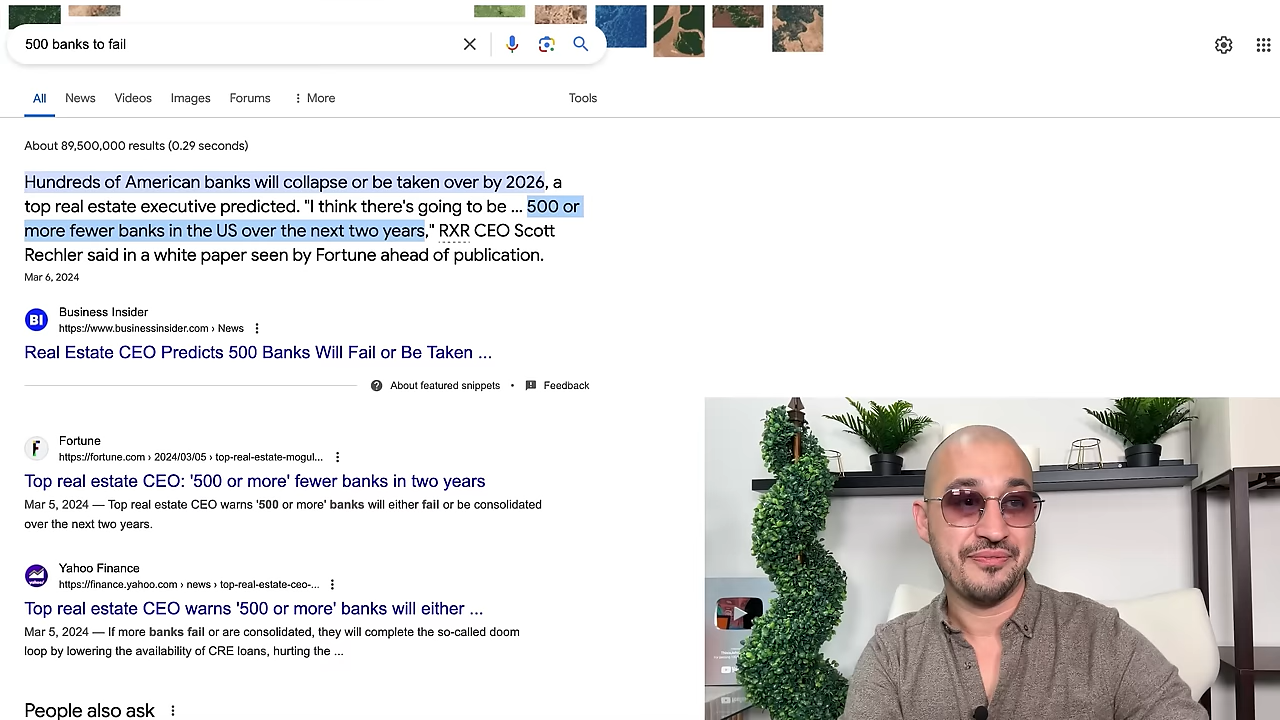 500 banks to fail
All News Videos Images Forums More Tools
About 89,500,000 results (0.29 seconds)
Hundreds of American banks will collapse or be taken over by 2026, a
top real estate executive predicted. "I think there's going to be ... 500 or
more fewer banks in the US over the next two years," RXR CEO Scott
Rechler said in a white paper seen by Fortune ahead of publication.
Mar 6, 2024
BI
Business Insider
https://www.businessinsider.com › News
Real Estate CEO Predicts 500 Banks Will Fail or Be Taken ...
About featured snippets • Feedback
F
Fortune
https://fortune.com › 2024/03/05 › top-real-estate-mogul...
Top real estate CEO: '500 or more' fewer banks in two years
Mar 5, 2024 — Top real estate CEO warns '500 or more' banks will either fail or be consolidated
over the next two years.
Yahoo Finance
https://finance.yahoo.com › news › top-real-estate-ceo-...
Top real estate CEO warns '500 or more' banks will either ...
Mar 5, 2024 — If more banks fail or are consolidated, they will complete the so-called doom
loop by lowering the availability of CRE loans, hurting the ...
People also ask